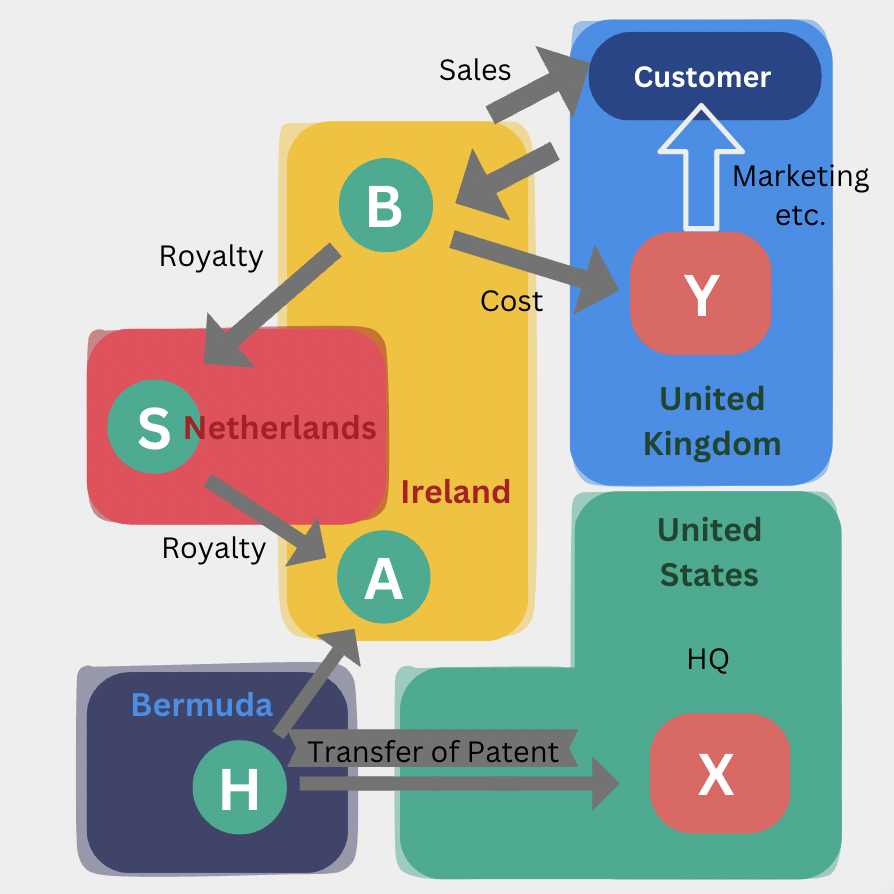 Sales
Customer
B
Marketing
etc.
Royalty
Cost
Y
United
Kingdom
S
Netherlands
Ireland
Royalty
A
United
States
HQ
Bermuda
Transfer of Patent
H
X